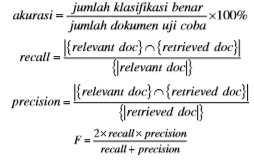 akurasi = jumlah klasifikasi benar / jumlah dokumen uji coba ×100%
recall = |{relevant doc}∩{retrieved doc}| / {|relevant doc|}
precision = |{relevant doc}∩{retrieved doc}| / {|retrieved doc|}
F = 2×recall×precision / recall + precision